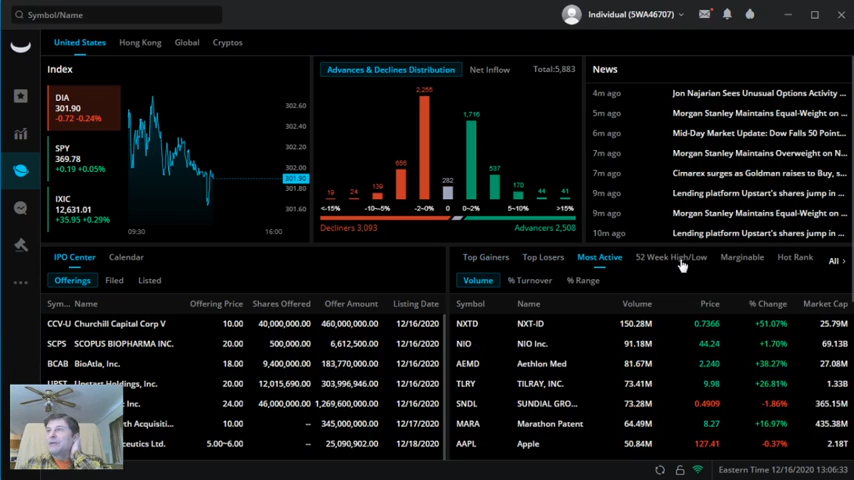 Symbol/Name
Individual (5WA46707)
United States Hong Kong Global Cryptos
Index
DIA
301.90
-0.72 -0.24%
SPY
369.78
+0.19 +0.05%
IXIC
12,631.01
+35.95 +0.29%
302.60
302.40
302.20
302.00
301.90
301.80
301.60
09:30 16:00
Advances & Declines Distribution Net Inflow Total:5,883
2,255
1,716
656
537
282
139
170
24
44 41
<-15% -10~-5% -2~0% 0 0~2% 5~10% >15%
Decliners 3,093 Advancers 2,508
News
4m ago Jon Najarian Sees Unusual Options Activity ...
5m ago Morgan Stanley Maintains Equal-Weight on ...
6m ago Mid-Day Market Update: Dow Falls 50 Point...
7m ago Morgan Stanley Maintains Overweight on N...
7m ago Cimarex surges as Goldman raises to Buy, s...
9m ago Lending platform Upstart's shares jump in ...
9m ago Morgan Stanley Maintains Equal-Weight on ...
10m ago Lending platform Upstart's shares jump in ...
IPO Center Calendar
Offerings Filed Listed
Sym... Name Offering Price Shares Offered Offer Amount Listing Date
CCV-U Churchill Capital Corp V 10.00 40,000,000.00 460,000,000.00 12/16/2020
SCPS SCOPUS BIOPHARMA INC. 20.00 500,000.00 6,612,500.00 12/16/2020
BCAB BioAtla, Inc. 18.00 9,400,000.00 183,770,000.00 12/16/2020
UPST Upstart Holdings, Inc. 20.00 12,015,690.00 303,996,946.00 12/16/2020
nc. 24.00 46,000,000.00 1,269,600,000.00 12/16/2020
th Acquisiti... 10.00 -- 345,000,000.00 12/17/2020
ceutics Ltd. 5.00~6.00 -- 25,090,902.00 12/18/2020
Top Gainers Top Losers Most Active 52 Week High/Low Marginable Hot Rank All >
Volume % Turnover % Range
Symbol Name Volume Price % Change Market Cap
NXTD NXT-ID 150.28M 0.7366 +51.07% 25.79M
NIO NIO Inc. 91.18M 44.24 +1.70% 69.13B
AEMD Aethlon Med 81.67M 2.240 +38.27% 27.08M
TLRY TILRAY, INC. 73.41M 9.98 +26.81% 1.33B
SNDL SUNDIAL GRO... 73.28M 0.4909 -1.86% 365.15M
MARA Marathon Patent 64.49M 8.27 +16.97% 435.38M
AAPL Apple 50.84M 127.41 -0.37% 2.18T
Eastern Time 12/16/2020 13:06:33